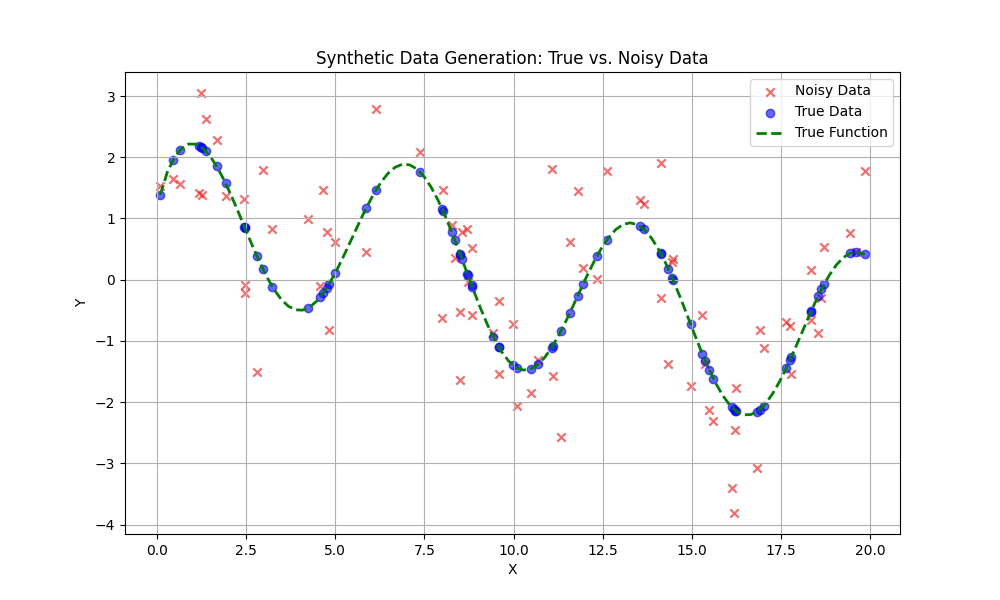 Synthetic Data Generation: True vs. Noisy Data
Noisy Data
True Data
True Function
Y
3
2
1
0
−1
−2
−3
−4
0.0 2.5 5.0 7.5 10.0 12.5 15.0 17.5 20.0
X